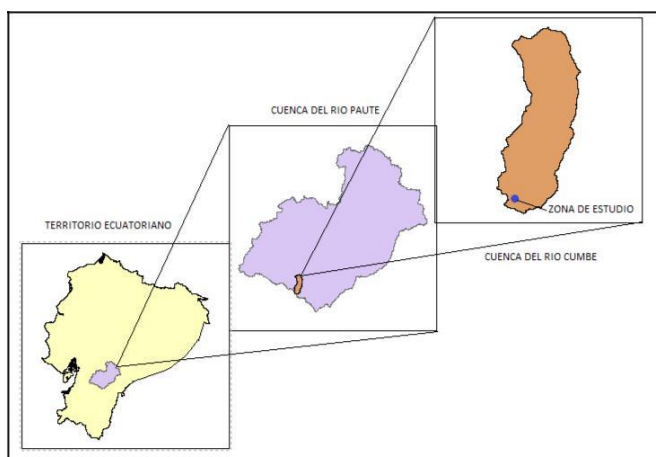 CUENCA DEL RIO PAUTE
ZONA DE ESTUDIO
TERRITORIO ECUATORIANO
CUENCA DEL RIO CUMBE